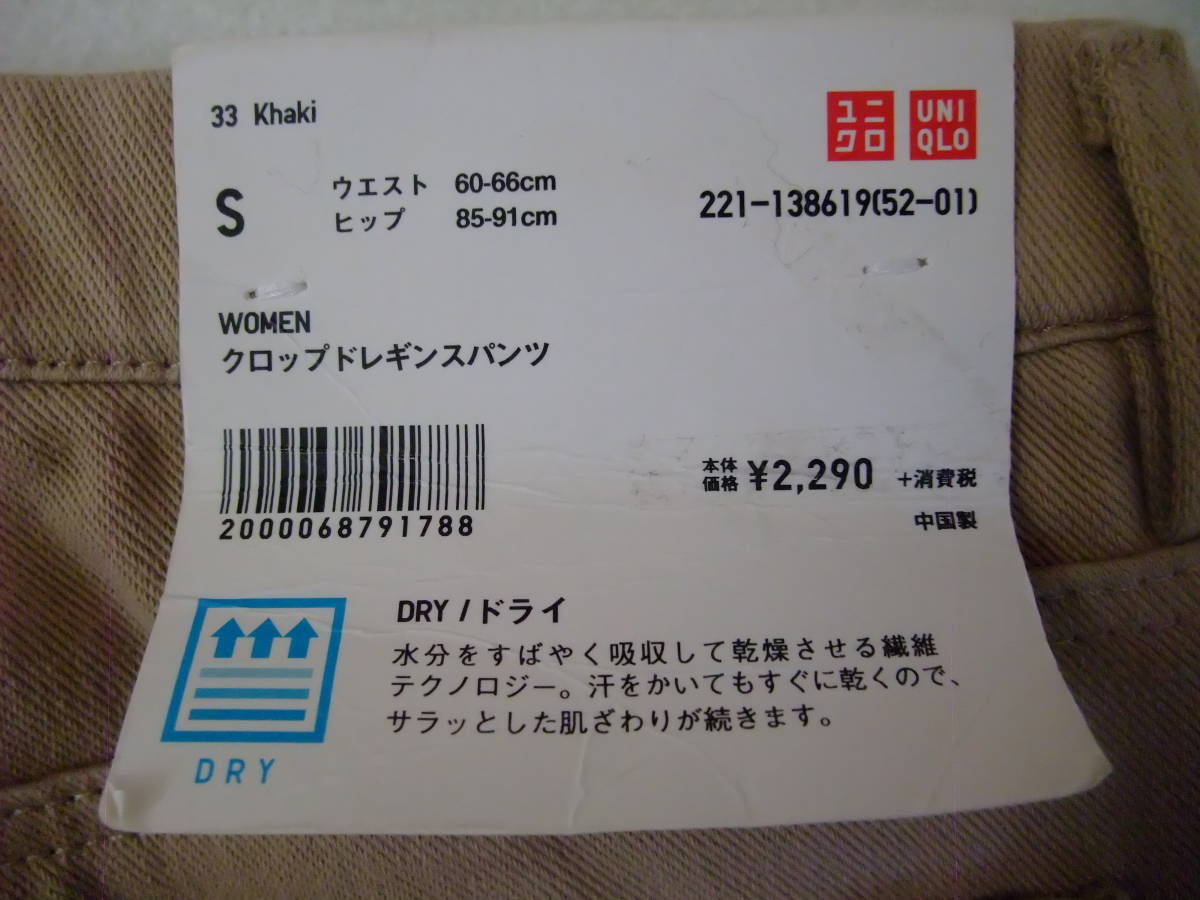 33 Khaki
ユニ
クロ
UNI
QLO
S
ウエスト 60-66cm
ヒップ 85-91cm
221-138619(52-01)
WOMEN
クロップドレギンスパンツ
2000068791788
本体
価格 ¥2,290 +消費税
中国製
DRY / ドライ
水分をすばやく吸収して乾燥させる繊維
テクノロジー。汗をかいてもすぐに乾くので、
サラッとした肌ざわりが続きます。
DRY